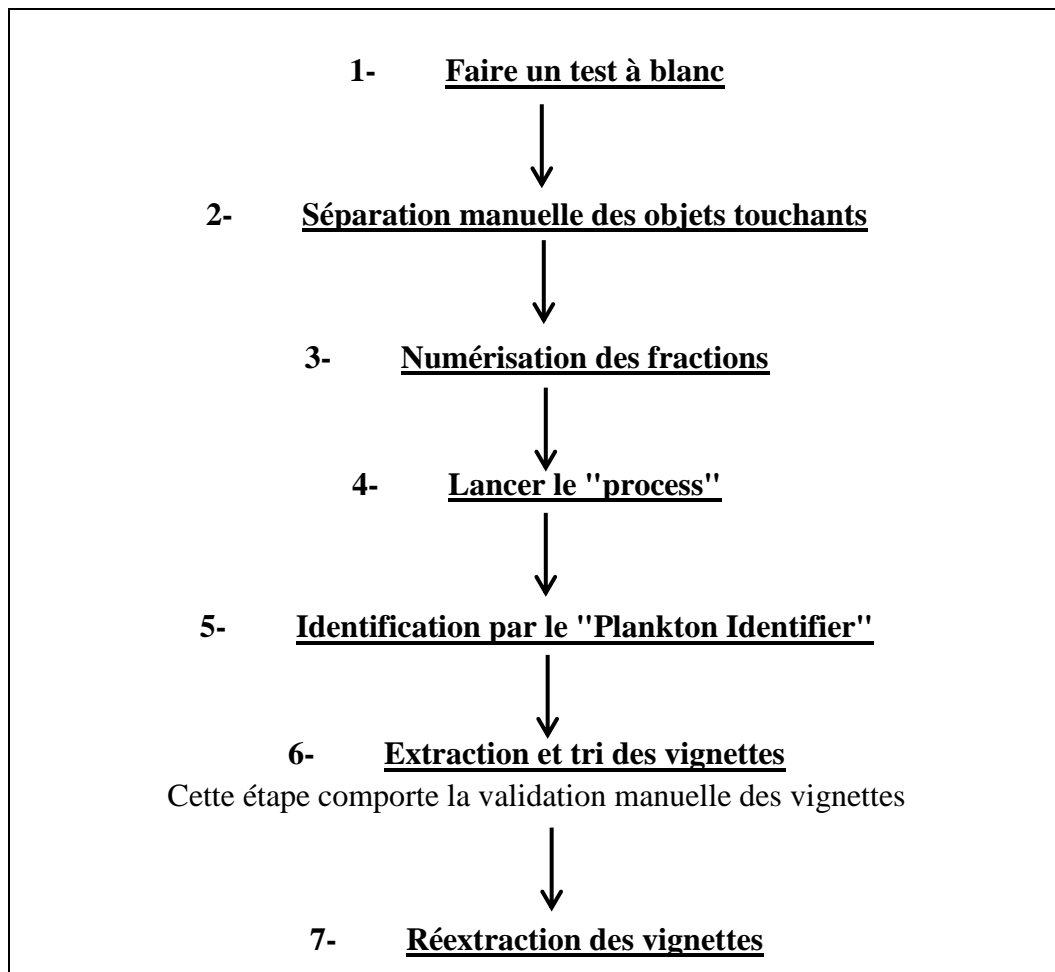 1- Faire un test à blanc
2- Séparation manuelle des objets touchants
3- Numérisation des fractions
4- Lancer le "process"
5- Identification par le "Plankton Identifier"
6- Extraction et tri des vignettes
Cette étape comporte la validation manuelle des vignettes
7- Réextraction des vignettes